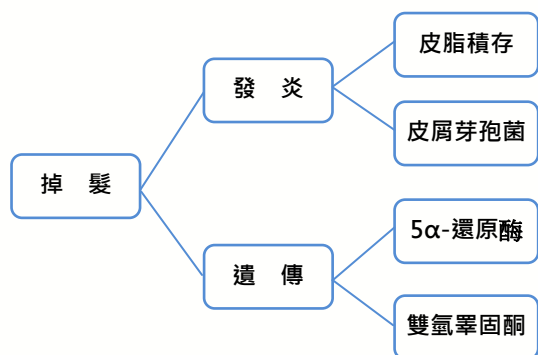 掉 髮
發 炎
皮脂積存
皮屑芽孢菌
遺 傳
5α-還原酶
雙氫睪固酮